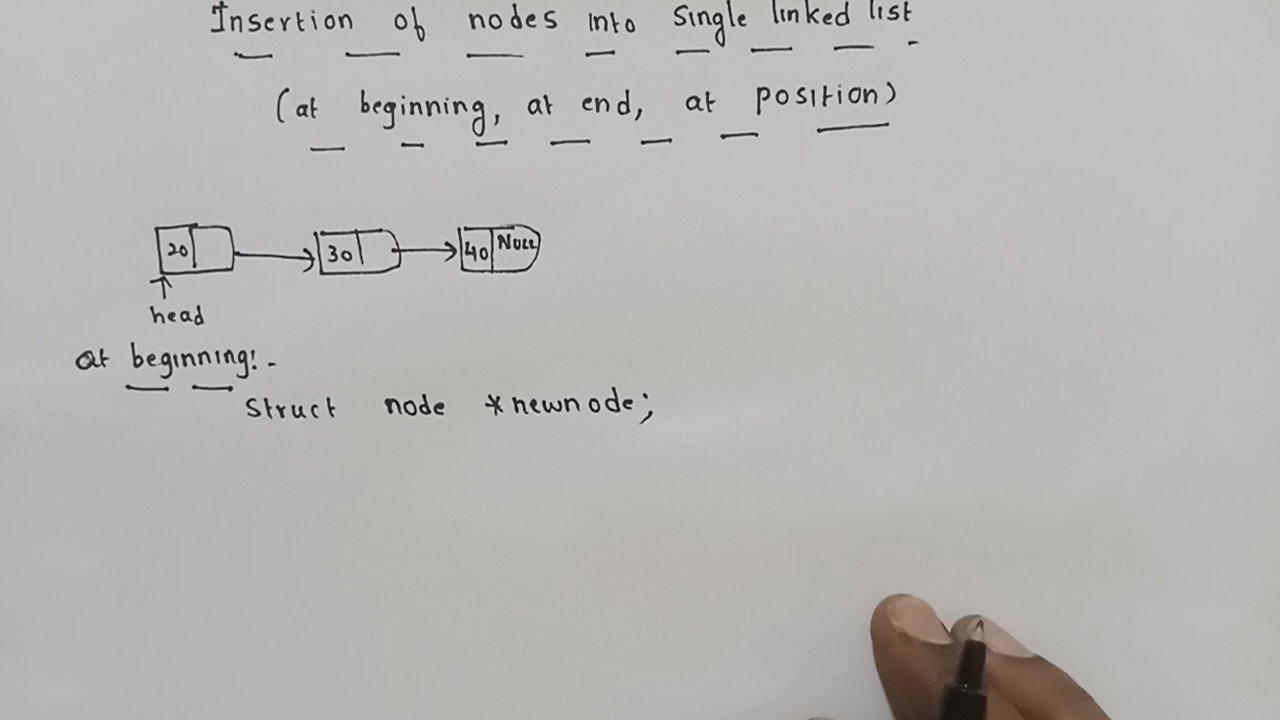 Insertion of nodes into single linked list
(at beginning, at end, at position)
20 30 40 NULL
head
at beginning:-
struct node *newnode;